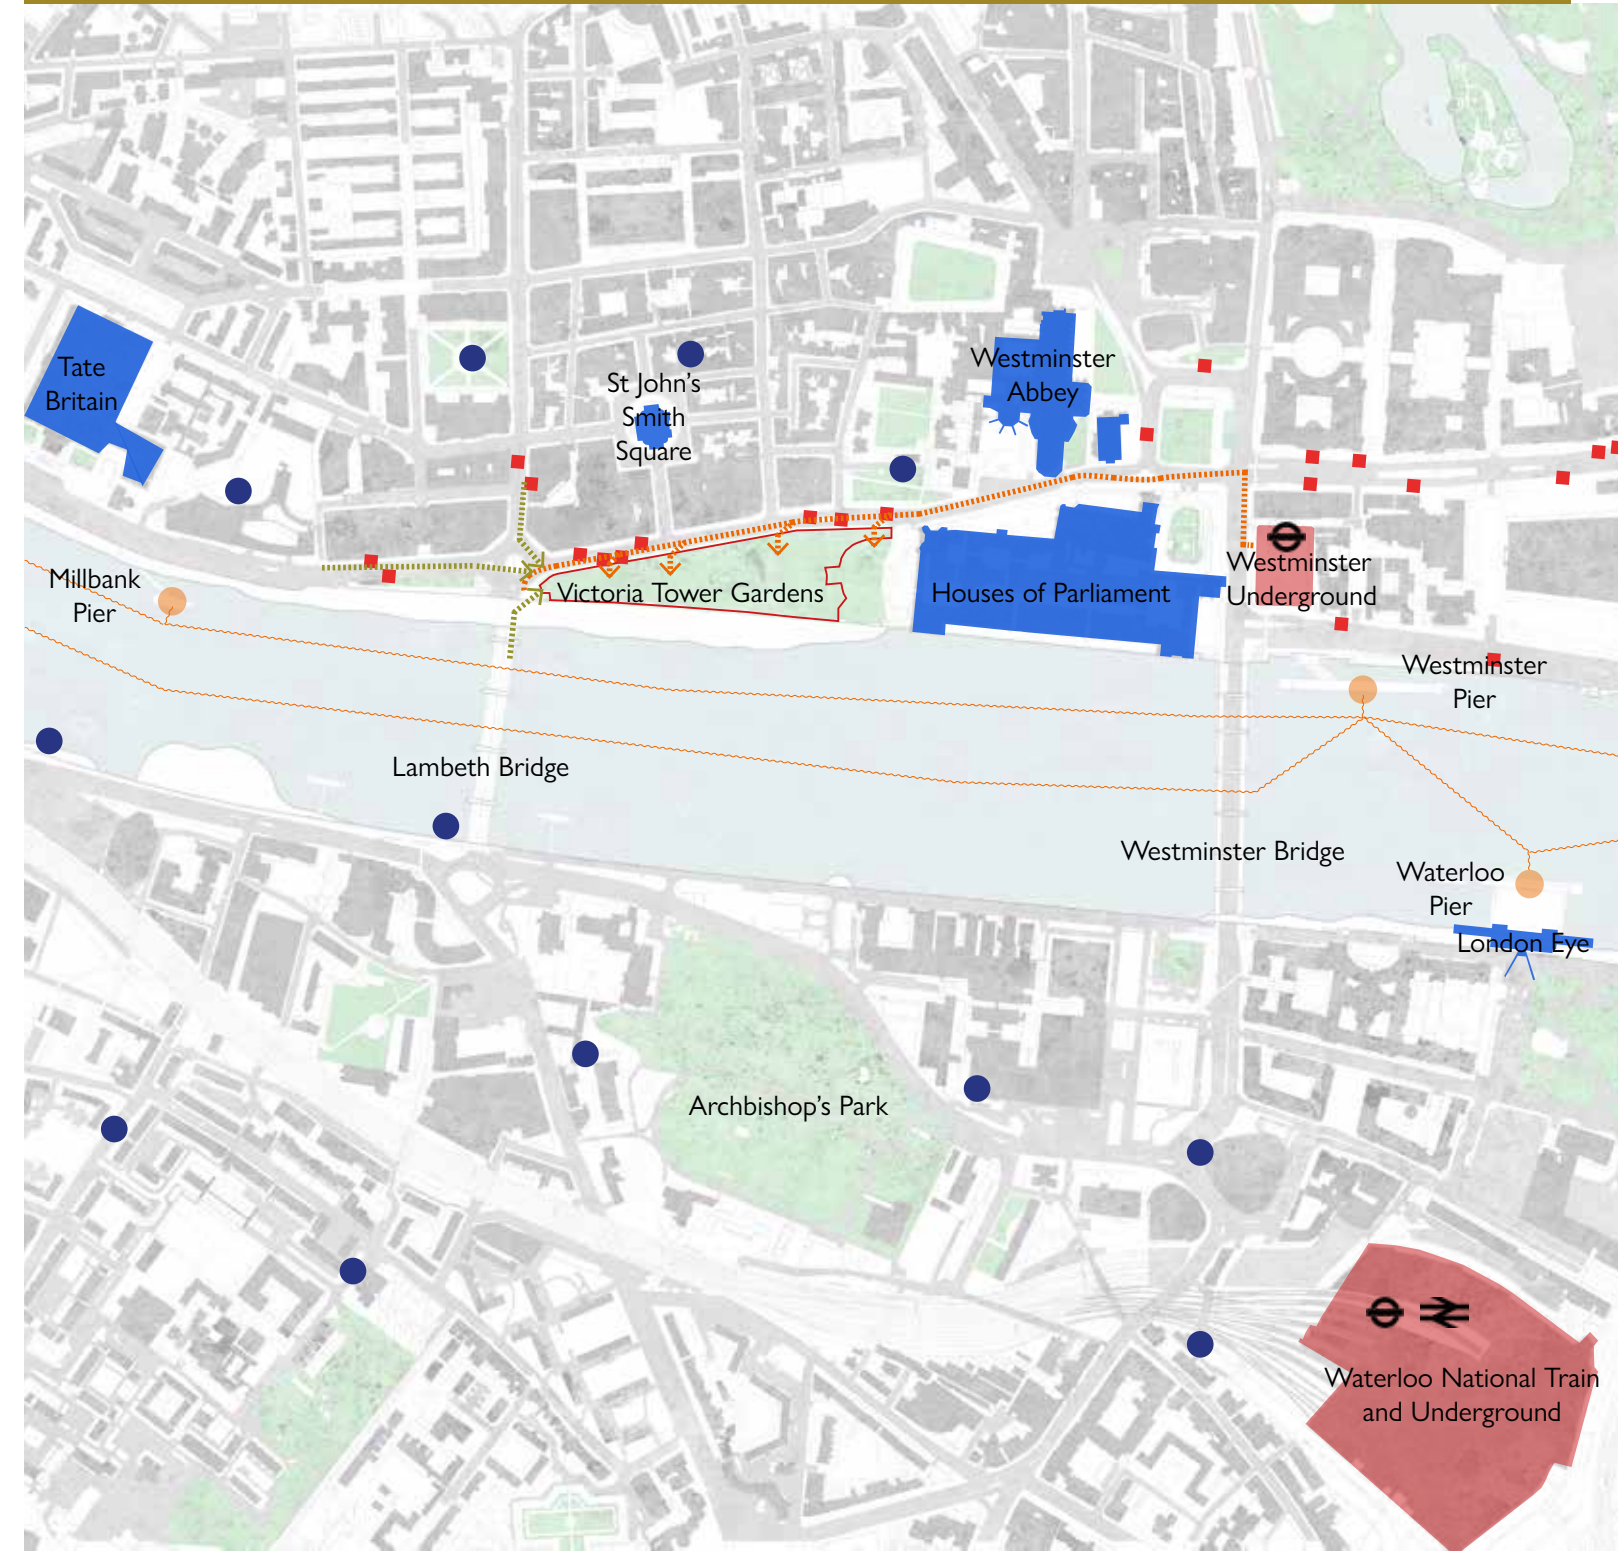 Westminster
Abbey
Tate
Britain
St John's
Smith
Square
Westminster
Underground
Millbank
Pier
Victoria Tower Gardens
Houses of Parliament
Westminster
Pier
Lambeth Bridge
Westminster Bridge
Waterloo
Pier
London Eye
Archbishop's Park
Waterloo National Train
and Underground